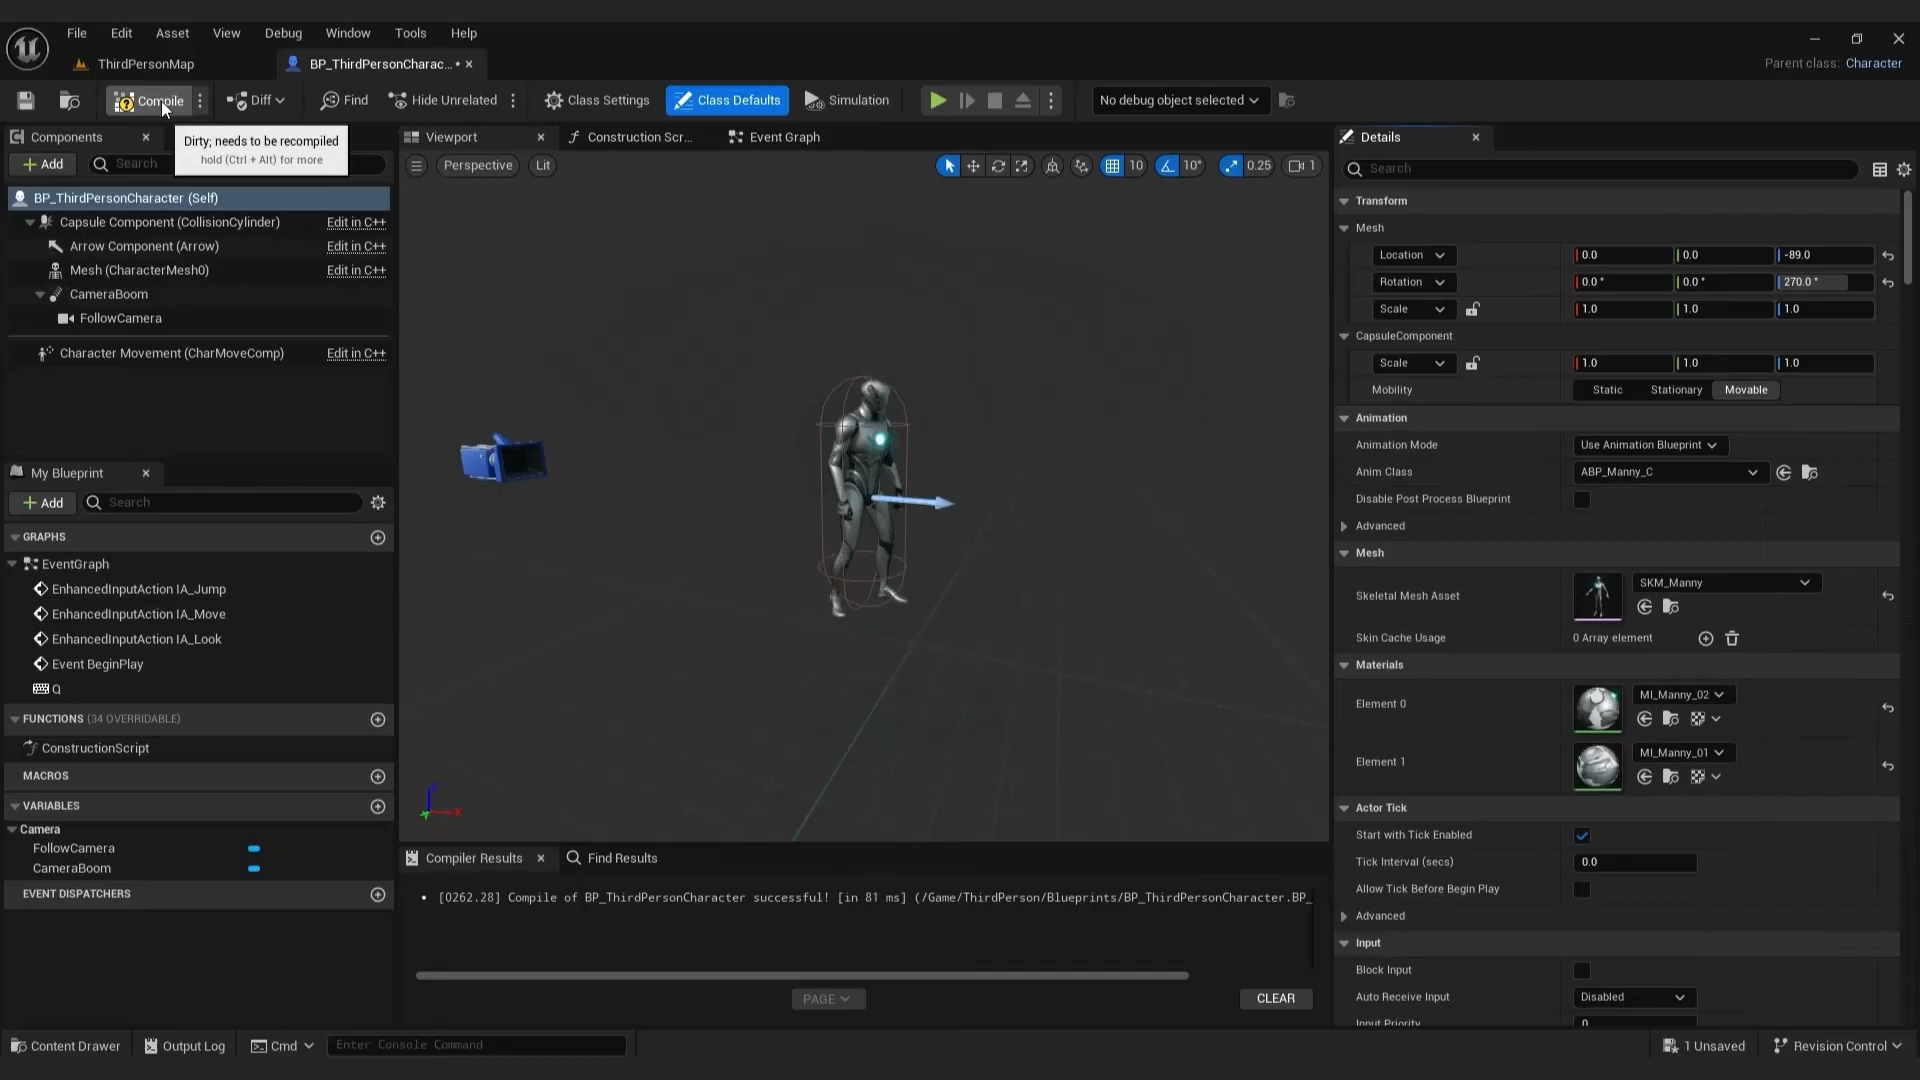 File Edit Asset View Debug Window Tools Help
ThirdPersonMap
BP_ThirdPersonCharac... •
Parent class: Character
Compile
Diff
Find
Hide Unrelated
Class Settings
Class Defaults
Simulation
No debug object selected
Components
Dirty; needs to be recompiled
hold (Ctrl + Alt) for more
+ Add
Search
BP_ThirdPersonCharacter (Self)
Capsule Component (CollisionCylinder) Edit in C++
Arrow Component (Arrow) Edit in C++
Mesh (CharacterMesh0) Edit in C++
CameraBoom
FollowCamera
Character Movement (CharMoveComp) Edit in C++
My Blueprint
+ Add
Search
GRAPHS
EventGraph
EnhancedInputAction IA_Jump
EnhancedInputAction IA_Move
EnhancedInputAction IA_Look
Event BeginPlay
Q
FUNCTIONS (34 OVERRIDABLE)
ConstructionScript
MACROS
VARIABLES
Camera
FollowCamera
CameraBoom
EVENT DISPATCHERS
Viewport
Construction Scr...
Event Graph
Perspective
Lit
10
10°
0.25
1
X
Compiler Results
Find Results
• [0262.28] Compile of BP_ThirdPersonCharacter successful! [in 81 ms] (/Game/ThirdPerson/Blueprints/BP_ThirdPersonCharacter.BP_
PAGE
CLEAR
Details
Search
Transform
Mesh
Location 0.0 0.0 -89.0
Rotation 0.0 ° 0.0 ° 270.0 °
Scale 1.0 1.0 1.0
CapsuleComponent
Scale 1.0 1.0 1.0
Mobility Static Stationary Movable
Animation
Animation Mode Use Animation Blueprint
Anim Class ABP_Manny_C
Disable Post Process Blueprint
Advanced
Mesh
Skeletal Mesh Asset SKM_Manny
Skin Cache Usage 0 Array element
Materials
Element 0 MI_Manny_02
Element 1 MI_Manny_01
Actor Tick
Start with Tick Enabled
Tick Interval (secs) 0.0
Allow Tick Before Begin Play
Advanced
Input
Block Input
Auto Receive Input Disabled
Input Priority 0
Content Drawer
Output Log
Cmd
Enter Console Command
1 Unsaved
Revision Control